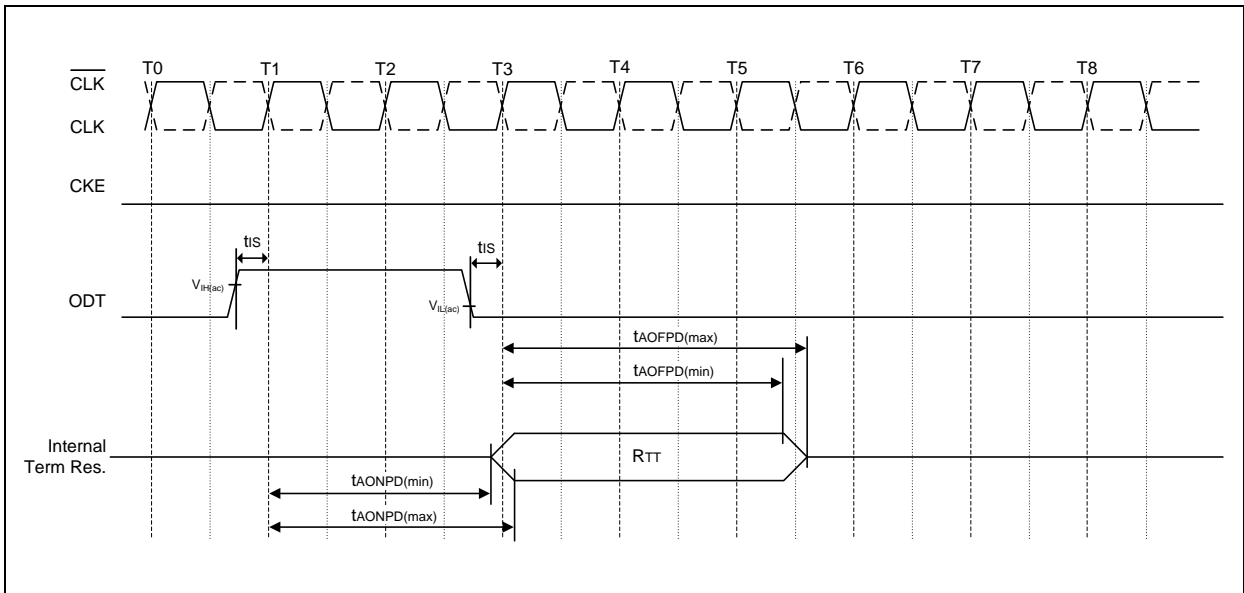 T0 T1 T2 T3 T4 T5 T6 T7 T8
CLK
CLK
CKE
tIS tIS
VIH(ac)
ODT
VIL(ac)
tAOFPD(max)
tAOFPD(min)
Internal
Term Res.
RTT
tAONPD(min)
tAONPD(max)